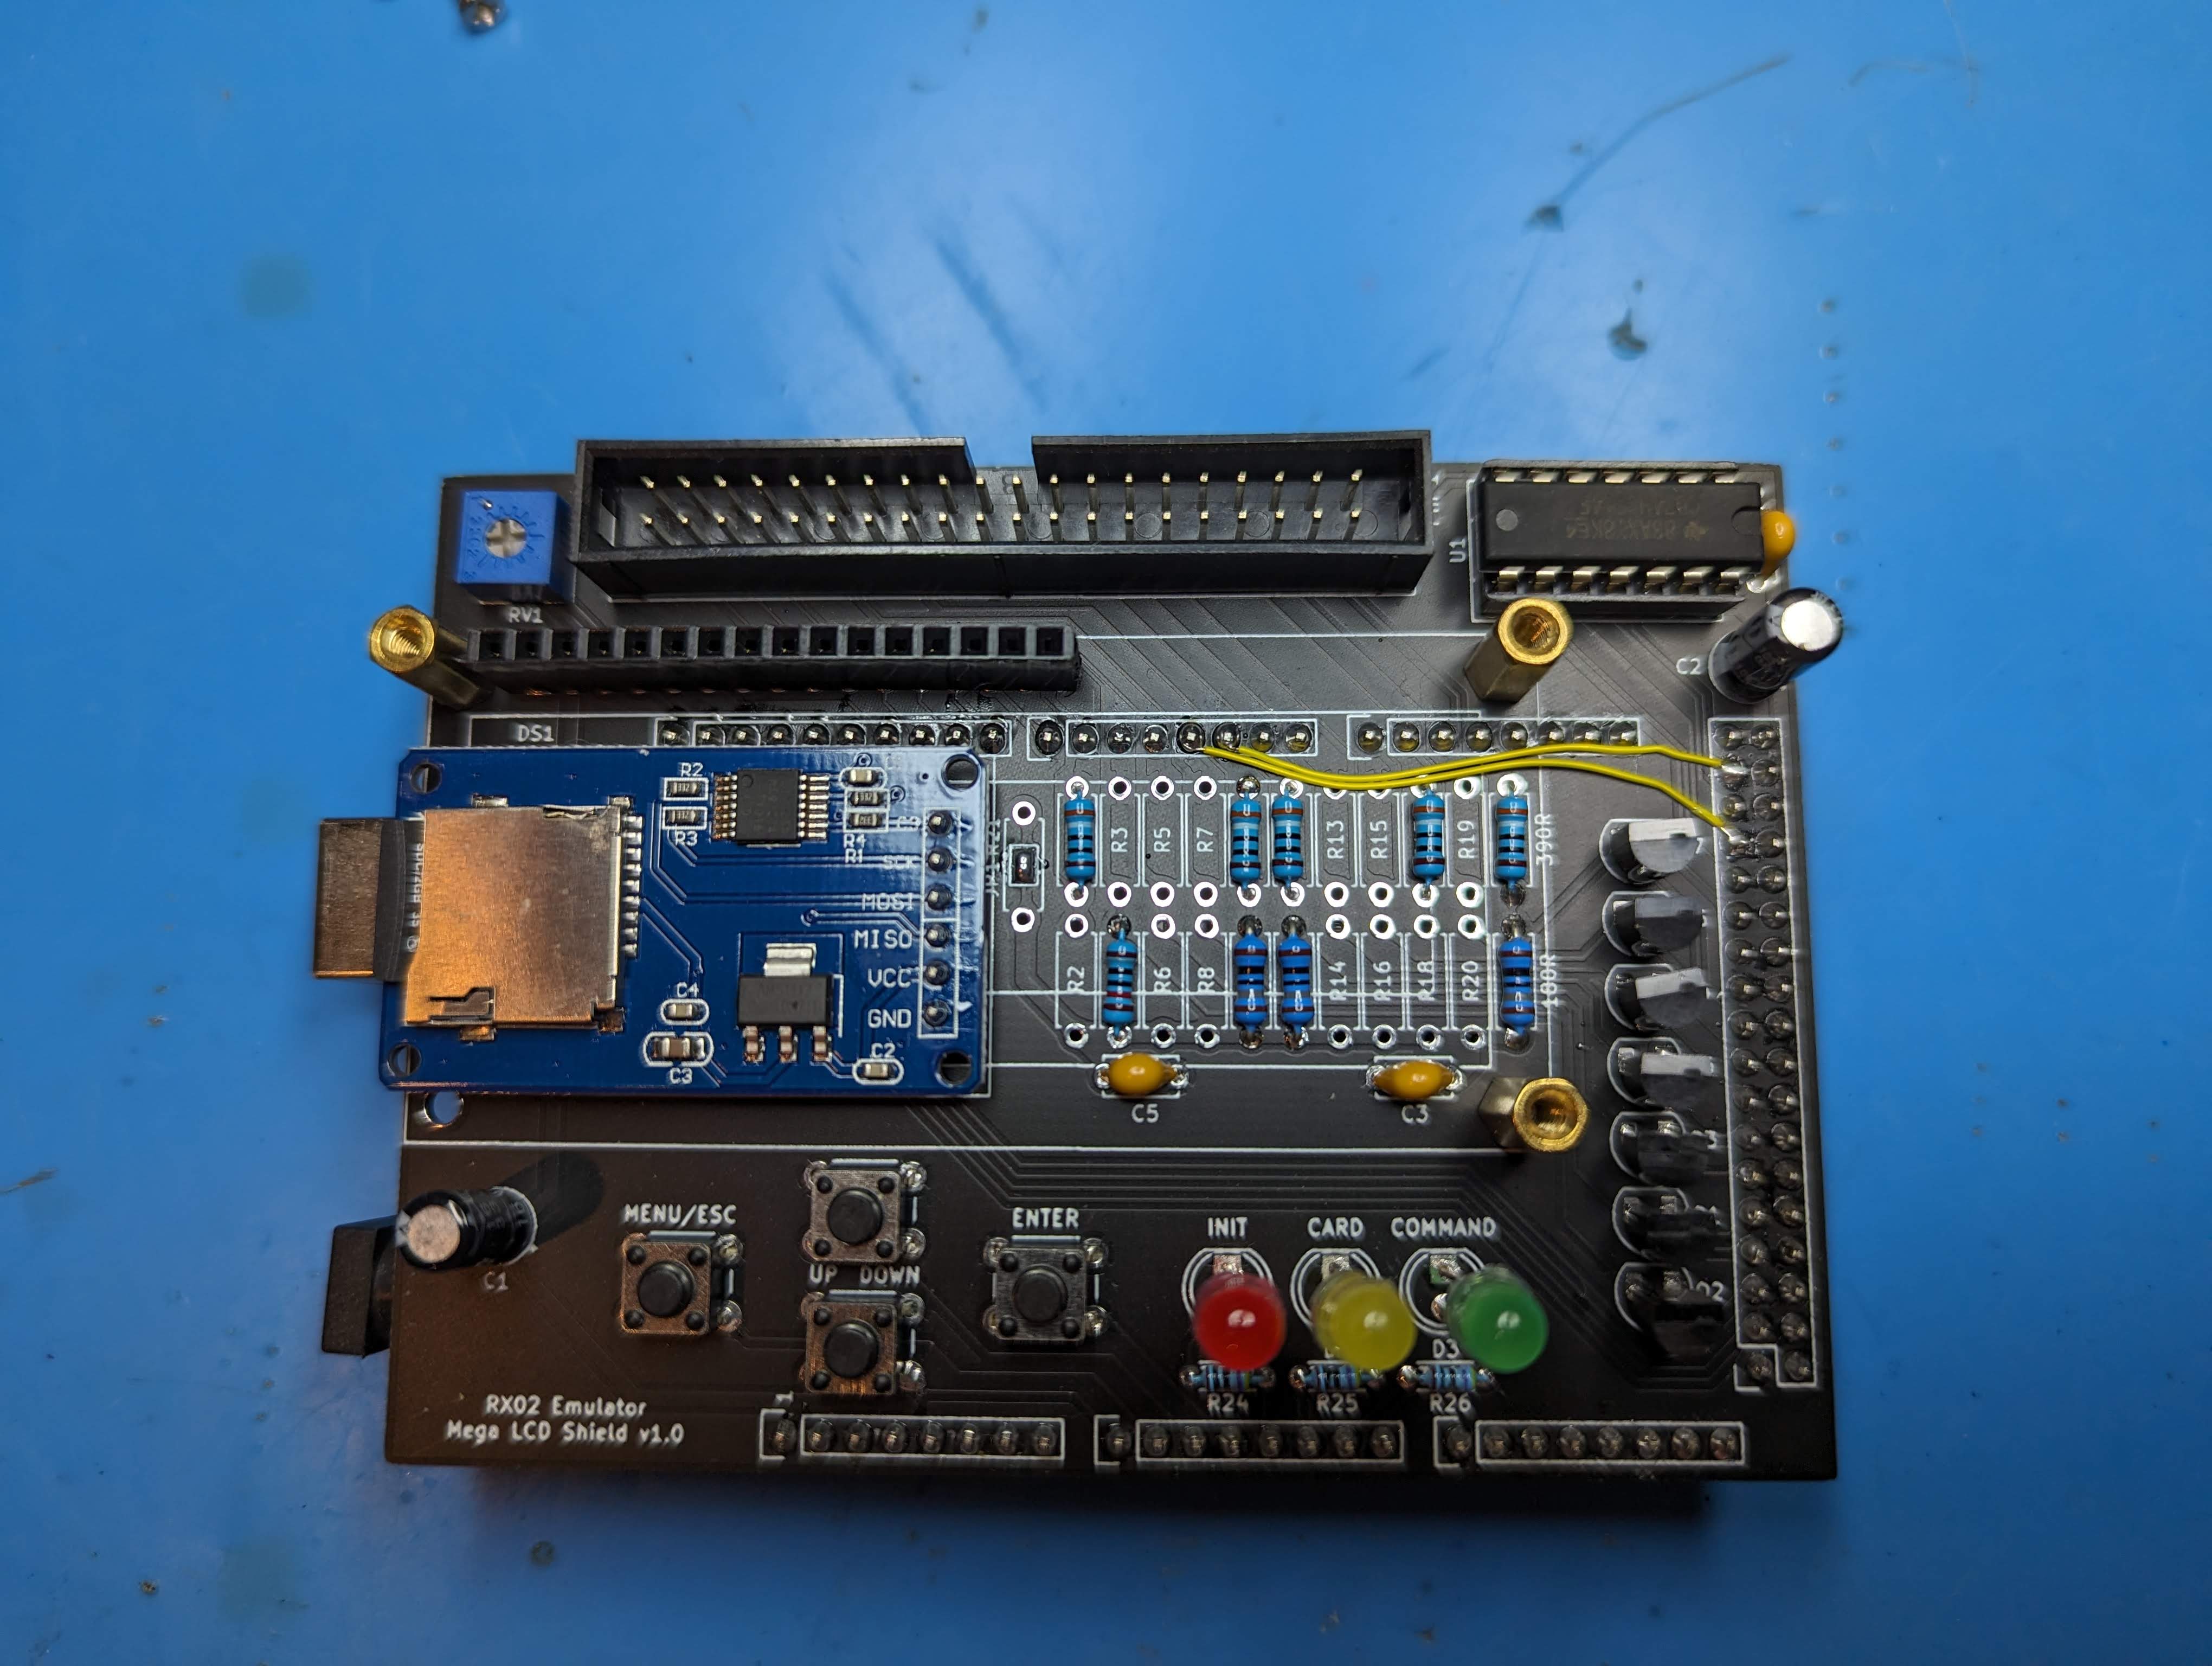 RV1
U1
C2
DS1
R2
R3
R4
R1
SCK
MOSI
MISO
VCC
GND
C4
C3
C2
R3
R5
R7
R13
R15
R19
390R
R2
R6
R8
R14
R16
R18
R20
100R
C5
C3
C1
MENU/ESC
UP DOWN
ENTER
INIT
CARD
COMMAND
D3
R24
R25
R26
1
RX02 Emulator
Mega LCD Shield v1.0